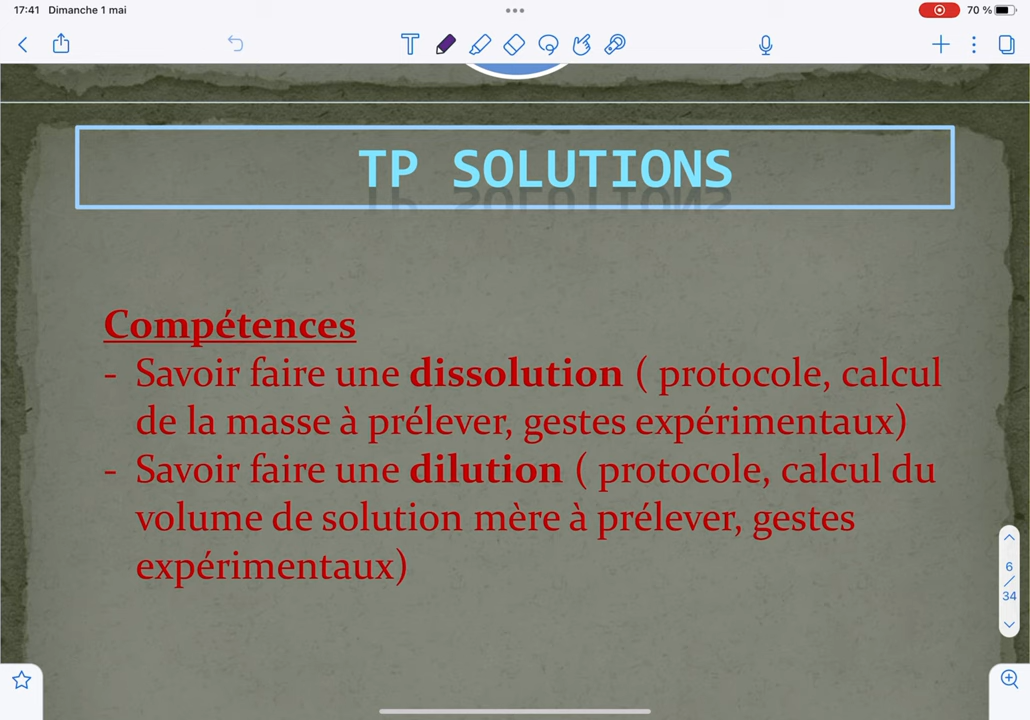 17:41 Dimanche 1 mai
70 %
TP SOLUTIONS
Compétences
- Savoir faire une dissolution ( protocole, calcul
de la masse à prélever, gestes expérimentaux)
- Savoir faire une dilution ( protocole, calcul du
volume de solution mère à prélever, gestes
expérimentaux)
6
/
34